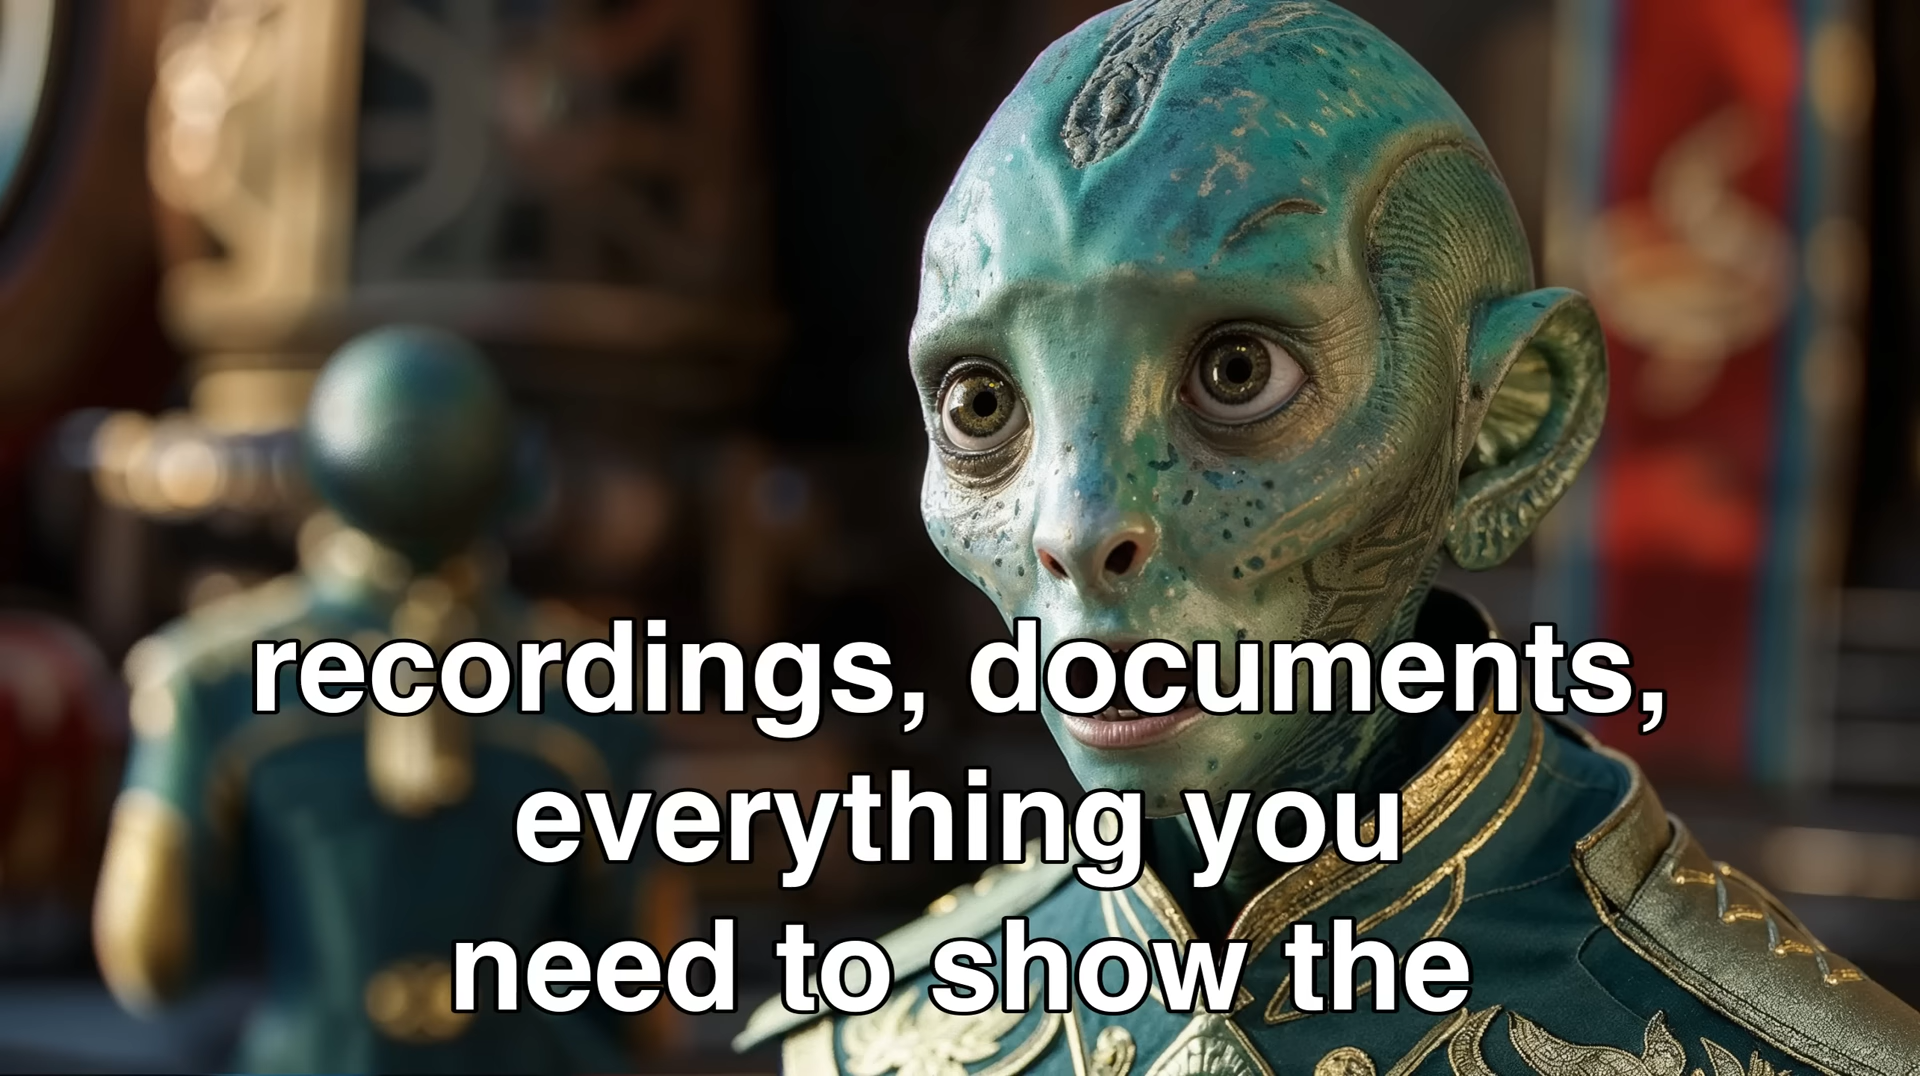 recordings, documents,
everything you
need to show the